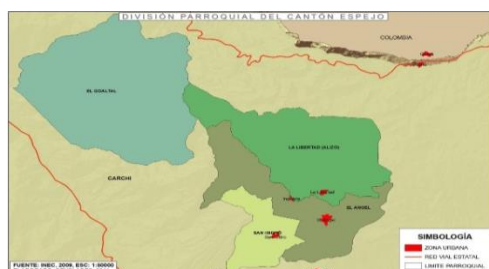 DIVISIÓN PARROQUIAL DEL CANTÓN ESPEJO
COLOMBIA
EL GOALTAL
LA LIBERTAD (ALIZO)
CARCHI
EL ANGEL
SAN ISIDRO
SIMBOLOGÍA
ZONA URBANA
RED VIAL ESTATAL
LIMITE PARROQUIAL
FUENTE: INEC, 2009, ESC: 1:50000